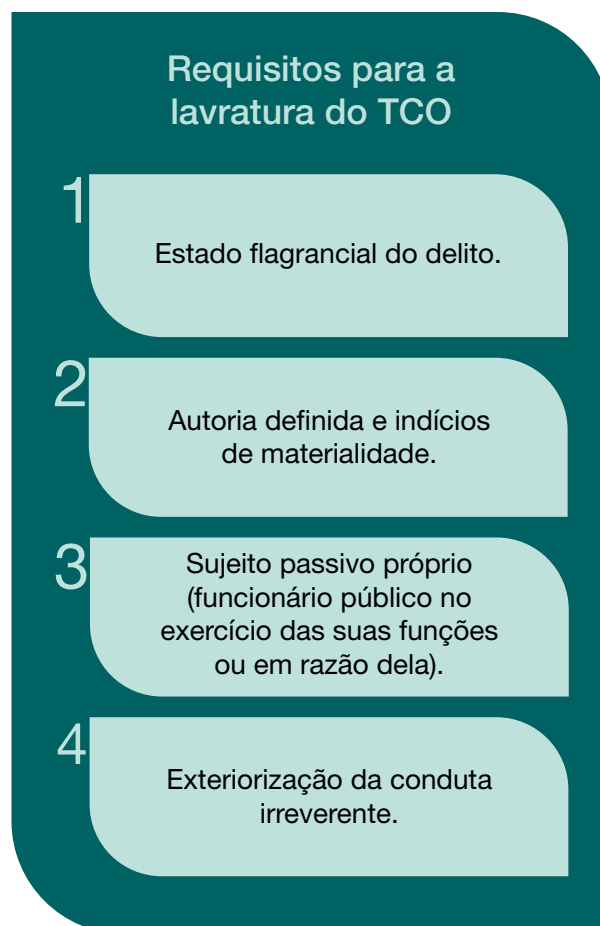 Requisitos para a
lavratura do TCO
1
Estado flagrancial do delito.
2
Autoria definida e indícios
de materialidade.
3
Sujeito passivo próprio
(funcionário público no
exercício das suas funções
ou em razão dela).
4
Exteriorização da conduta
irreverente.